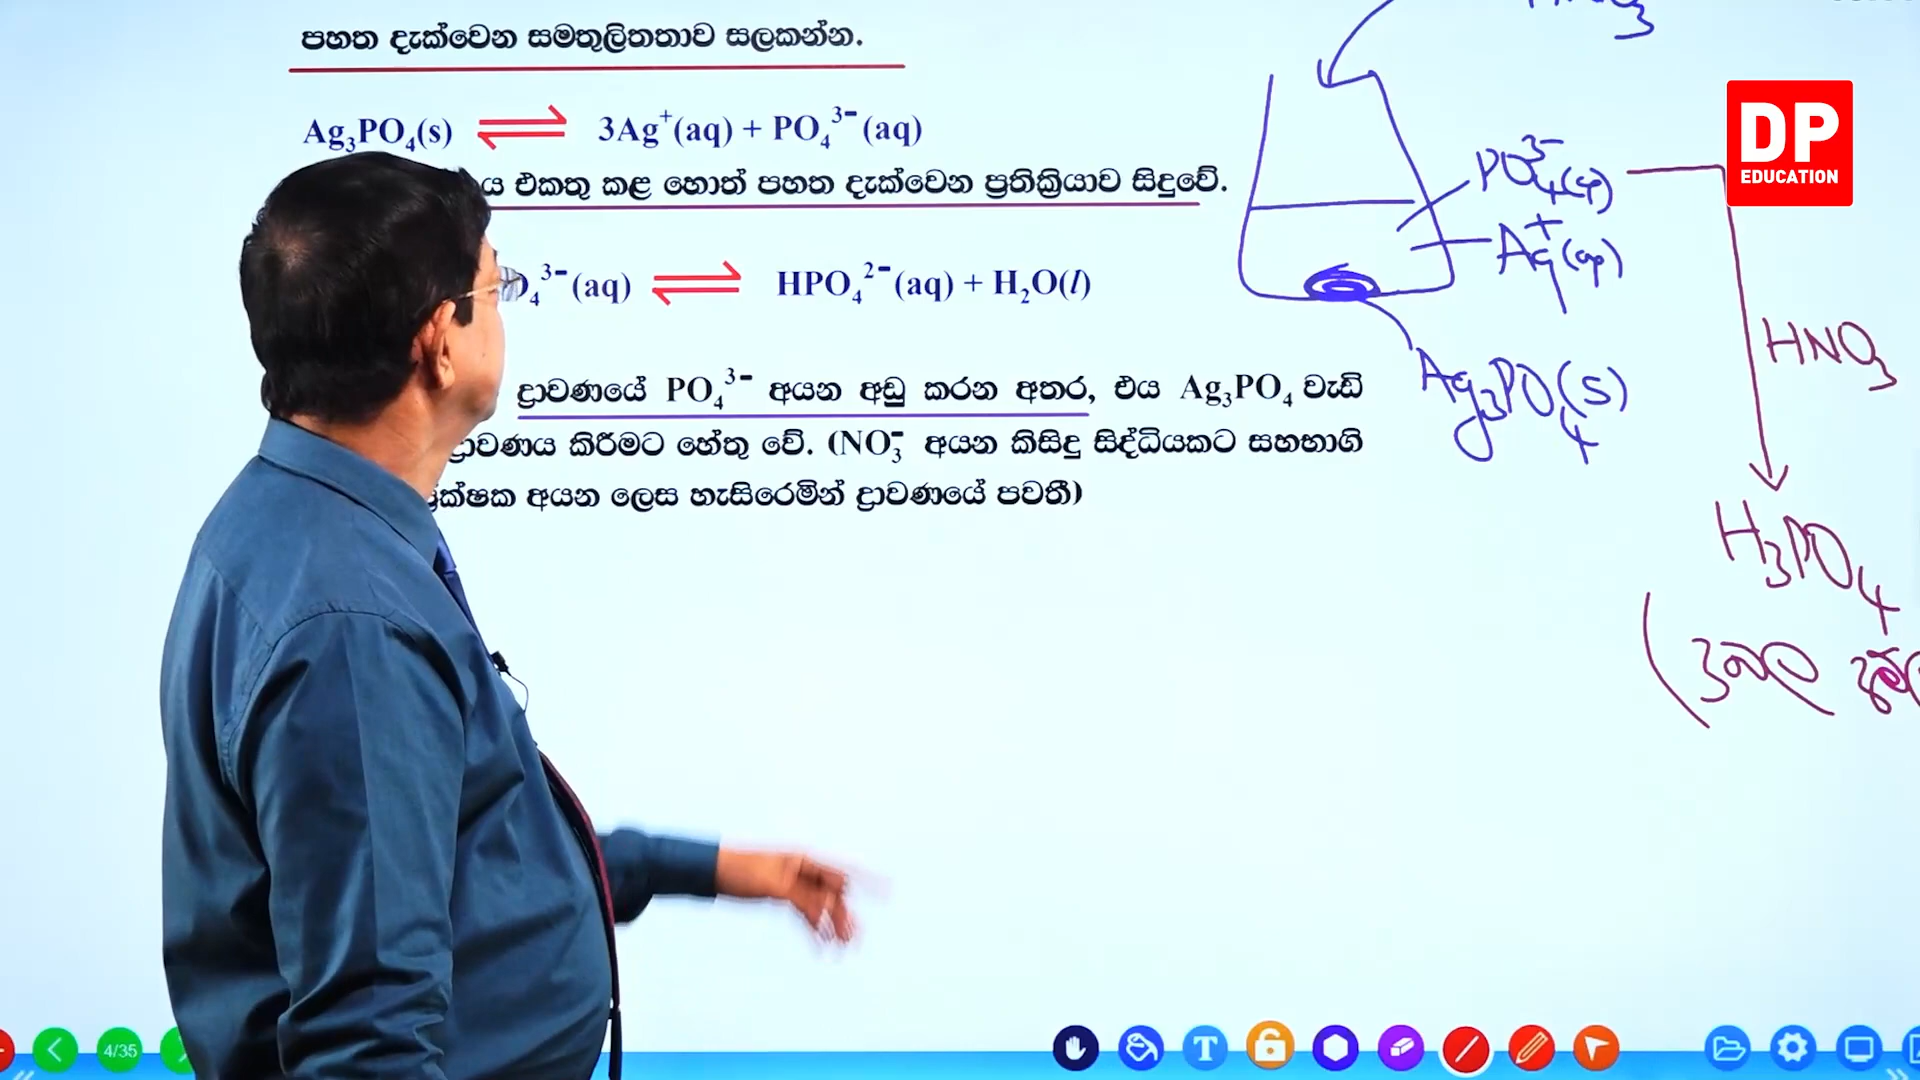 පහත දැක්වෙන සමතුලිතතාව සලකන්න.
Ag₃PO₄(s) ⇌ 3Ag⁺(aq) + PO₄³⁻(aq)
ය එකතු කළ හොත් පහත දැක්වෙන ප්‍රතික්‍රියාව සිදුවේ.
₄³⁻(aq) ⇌ HPO₄²⁻(aq) + H₂O(l)
ද්‍රාවණයේ PO₄³⁻ අයන අඩු කරන අතර, එය Ag₃PO₄ වැඩි
ද්‍රාවණය කිරීමට හේතු වේ. (NO₃⁻ අයන කිසිදු සිද්ධියකට සහභාගි
අයන ලෙස හැසිරෙමින් ද්‍රාවණයේ පවතී)
PO₄³⁻(aq)
Ag⁺(aq)
Ag₃PO₄(s)
HNO₃
H₃PO₄
DP
EDUCATION
4/35
T